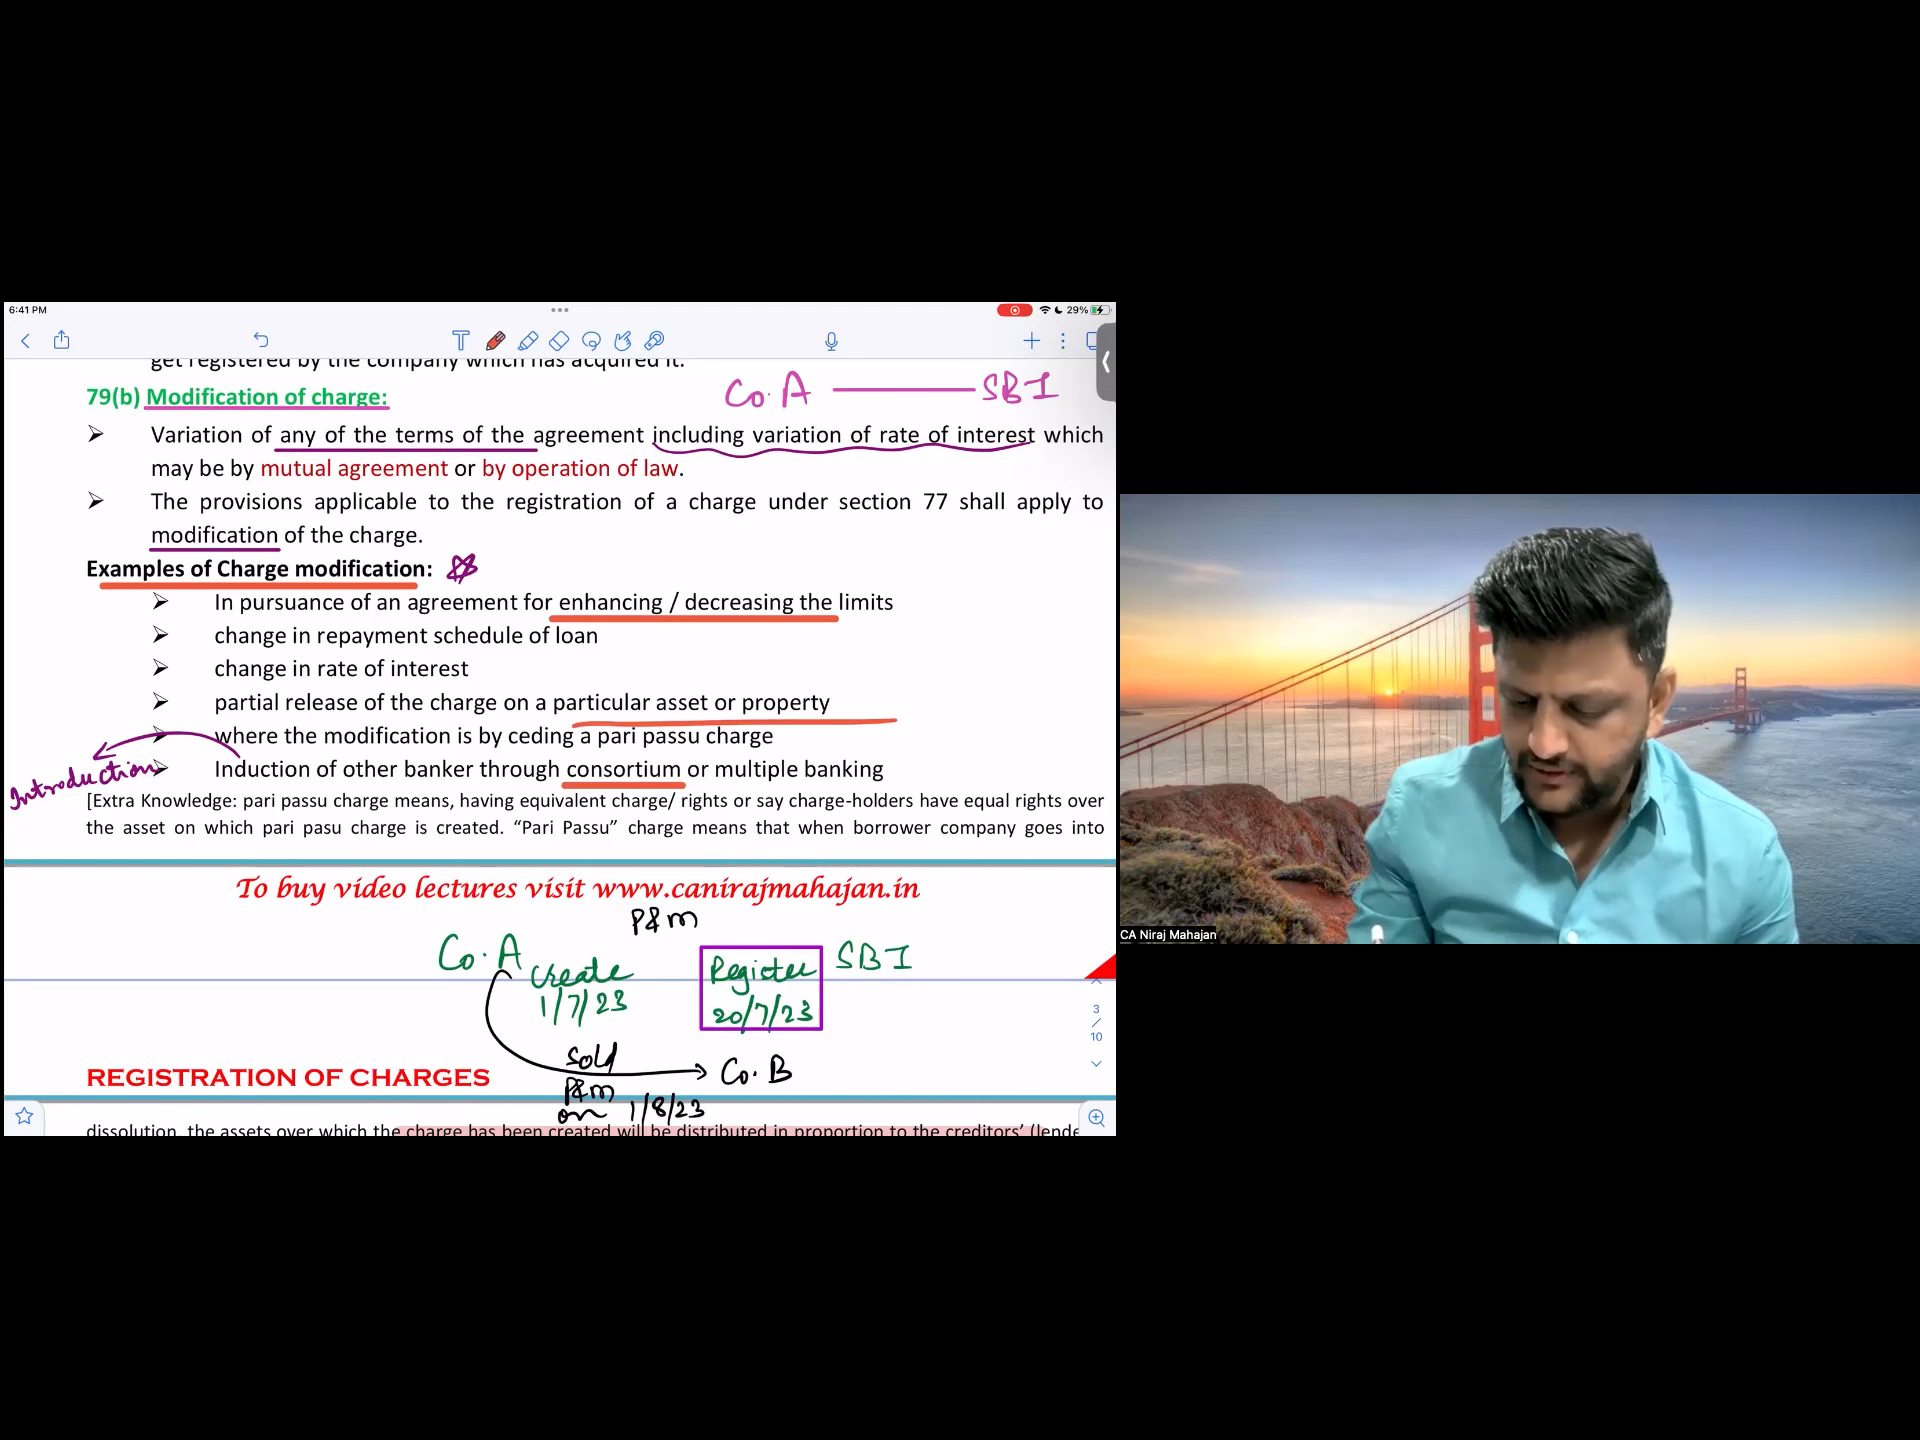 6:41 PM
29%
get registered by the company which has acquired it.
Co. A SBI
79(b) Modification of charge:
➢ Variation of any of the terms of the agreement including variation of rate of interest which
may be by mutual agreement or by operation of law.
➢ The provisions applicable to the registration of a charge under section 77 shall apply to
modification of the charge.
Examples of Charge modification:
➢ In pursuance of an agreement for enhancing / decreasing the limits
➢ change in repayment schedule of loan
➢ change in rate of interest
➢ partial release of the charge on a particular asset or property
➢ where the modification is by ceding a pari passu charge
➢ Induction of other banker through consortium or multiple banking
Introduction
[Extra Knowledge: pari passu charge means, having equivalent charge/ rights or say charge-holders have equal rights over
the asset on which pari pasu charge is created. “Pari Passu” charge means that when borrower company goes into
To buy video lectures visit www.canirajmahajan.in
P&M
Co. A Create Register SBI
1/7/23 20/7/23
3
/
10
Sold
REGISTRATION OF CHARGES
Co. B
P&M
on 1/8/23
dissolution, the assets over which the charge has been created will be distributed in proportion to the creditors’ (lende
CA Niraj Mahajan